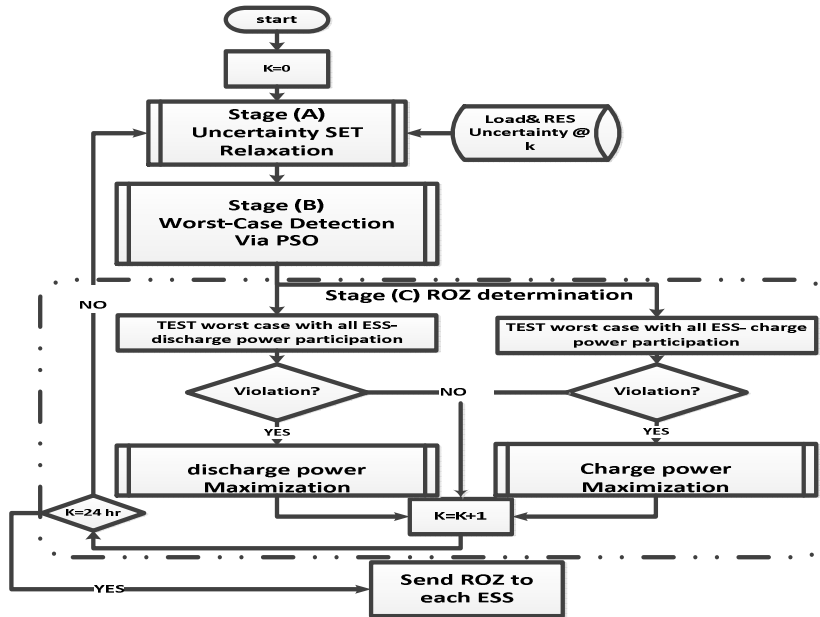 start
K=0
Stage (A)
Uncertainty SET
Relaxation
Load& RES
Uncertainty @
k
Stage (B)
Worst-Case Detection
Via PSO
NO
Stage (C) ROZ determination
TEST worst case with all ESS-
discharge power participation
TEST worst case with all ESS- charge
power participation
Violation?
NO
Violation?
YES
YES
discharge power
Maximization
Charge power
Maximization
K=24 hr
K=K+1
YES
Send ROZ to
each ESS